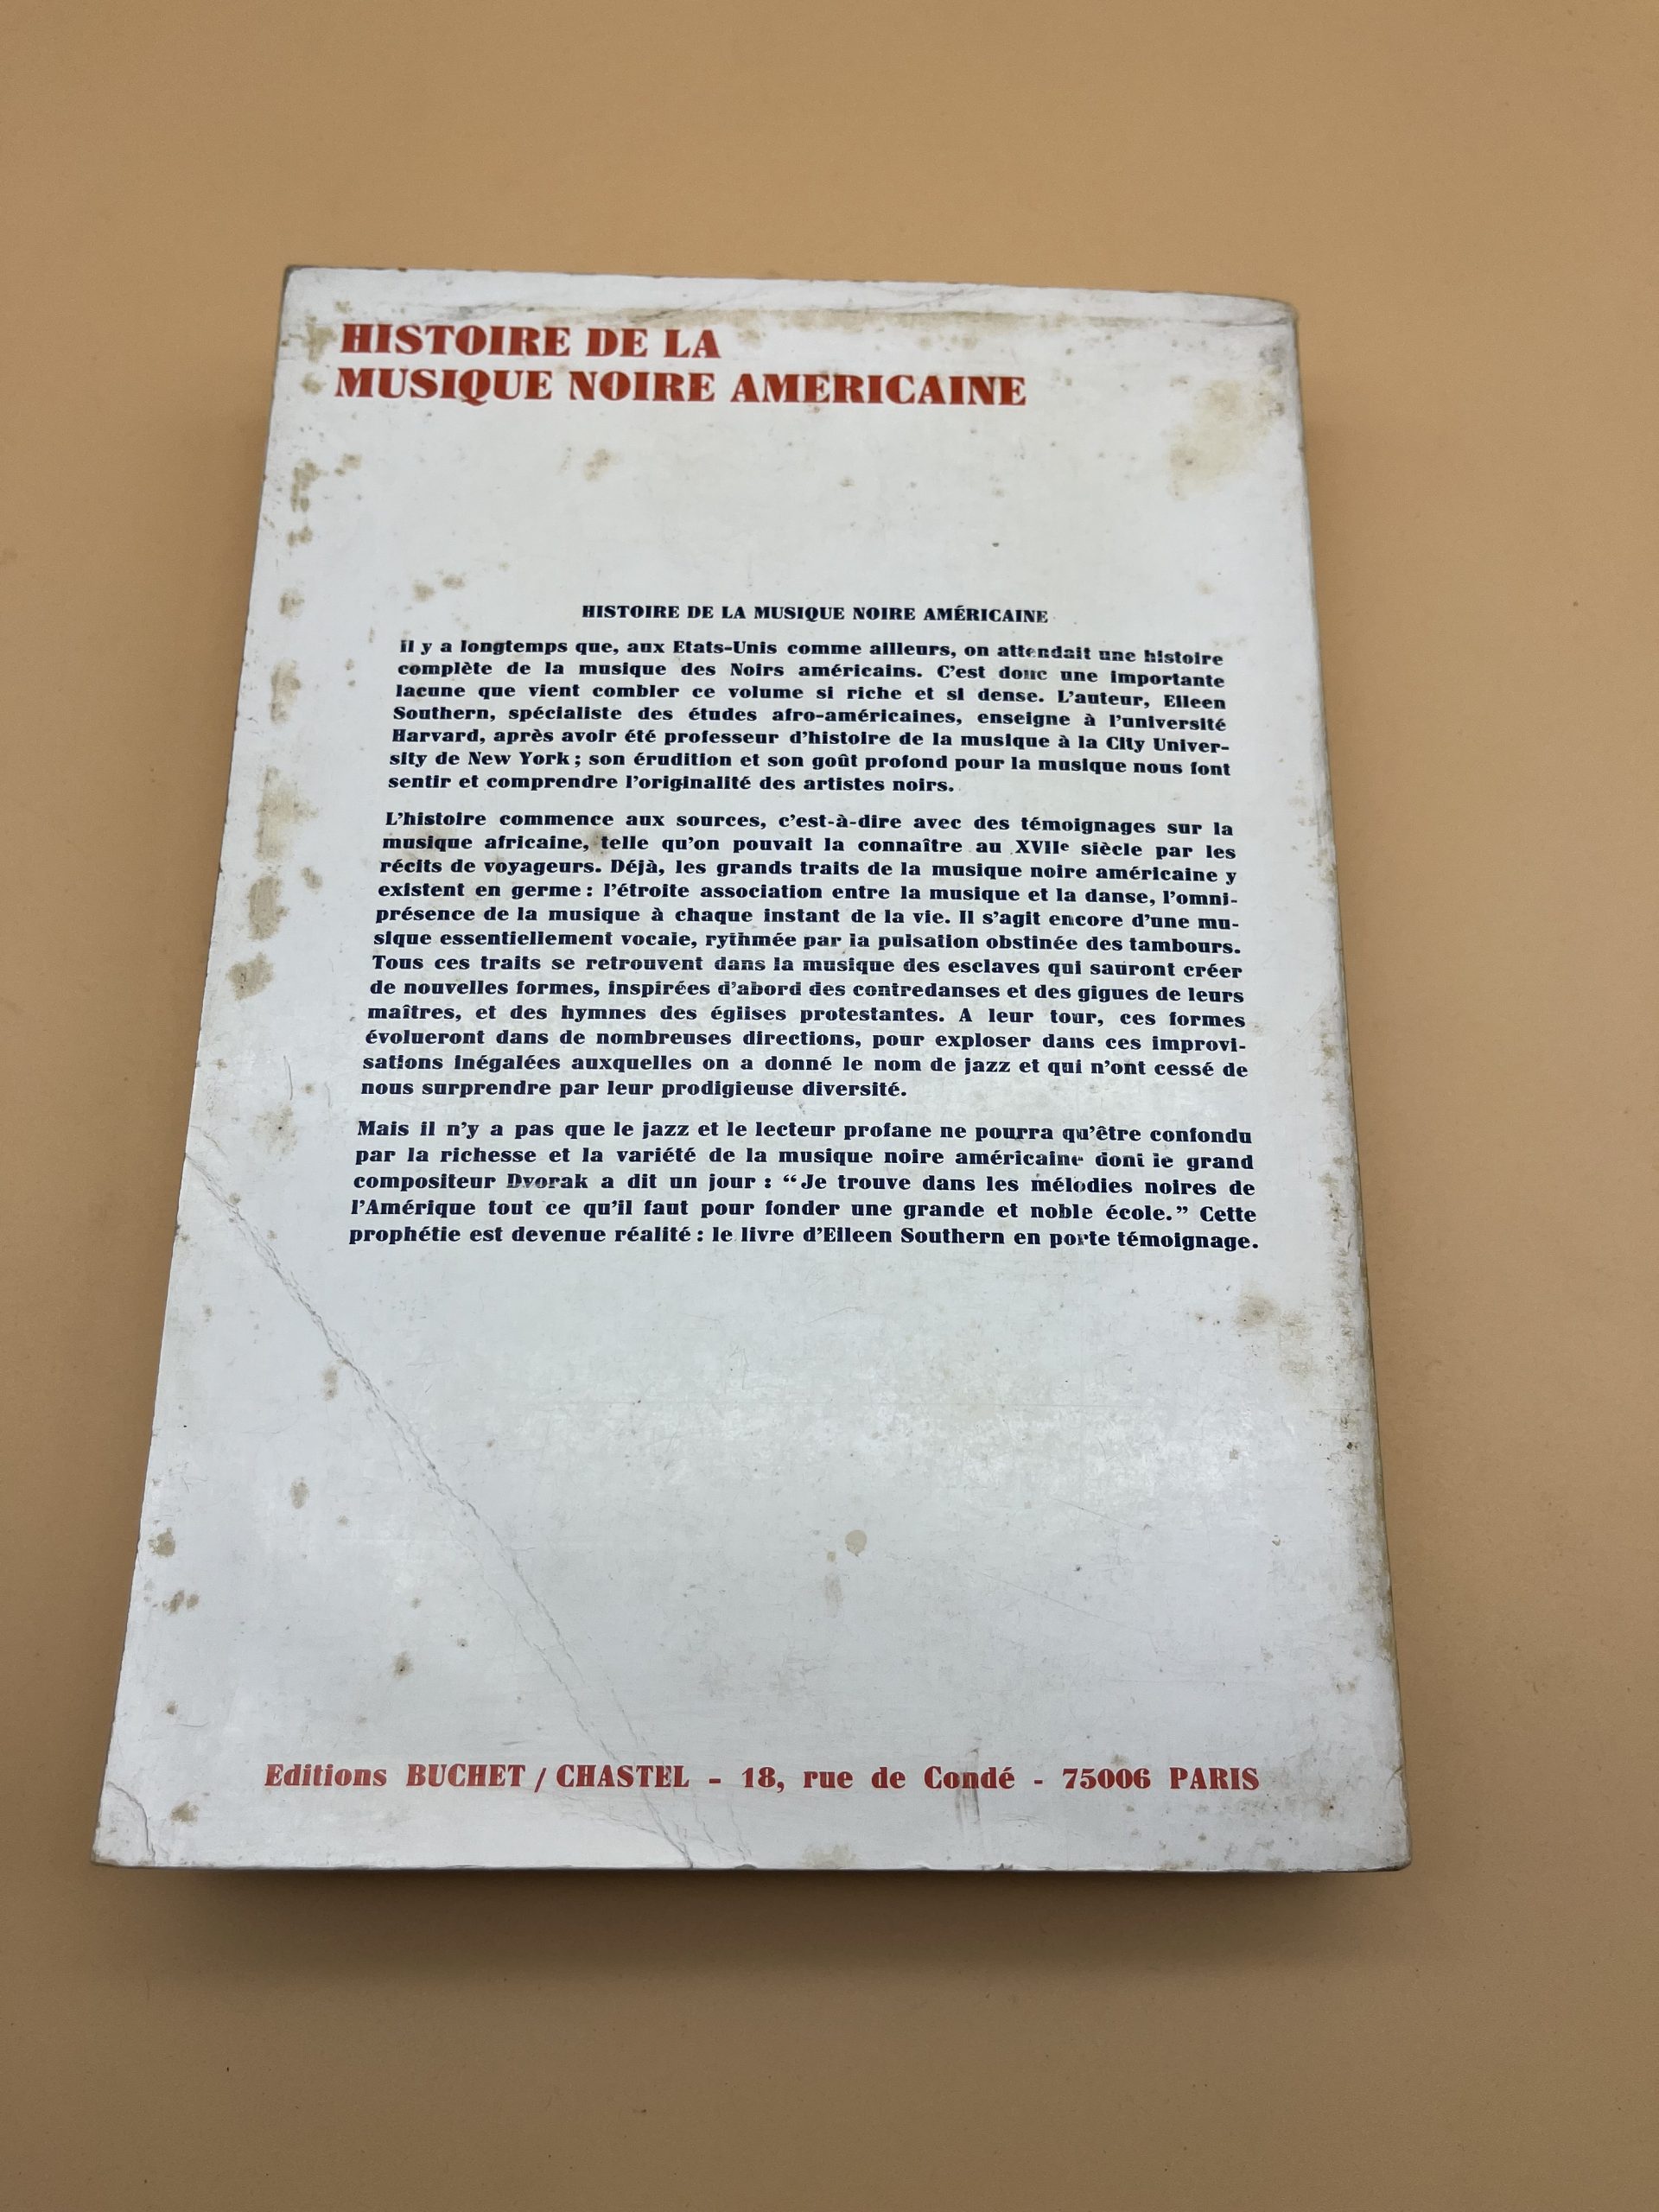 HISTOIRE DE LA
MUSIQUE NOIRE AMERICAINE
HISTOIRE DE LA MUSIQUE NOIRE AMÉRICAINE
Il y a longtemps que, aux Etats-Unis comme ailleurs, on attendait une histoire
complète de la musique des Noirs américains. C'est donc une importante
lacune que vient combler ce volume si riche et si dense. L'auteur, Eileen
Southern, spécialiste des études afro-américaines, enseigne à l'université
Harvard, après avoir été professeur d'histoire de la musique à la City Univer-
sity de New York ; son érudition et son goût profond pour la musique nous font
sentir et comprendre l'originalité des artistes noirs.
L'histoire commence aux sources, c'est-à-dire avec des témoignages sur la
musique africaine, telle qu'on pouvait la connaître au XVIIe siècle par les
récits de voyageurs. Déjà, les grands traits de la musique noire américaine y
existent en germe : l'étroite association entre la musique et la danse, l'omni-
présence de la musique à chaque instant de la vie. Il s'agit encore d'une mu-
sique essentiellement vocale, rythmée par la pulsation obstinée des tambours.
Tous ces traits se retrouvent dans la musique des esclaves qui sauront créer
de nouvelles formes, inspirées d'abord des contredanses et des gigues de leurs
maîtres, et des hymnes des églises protestantes. A leur tour, ces formes
évolueront dans de nombreuses directions, pour exploser dans ces improvi-
sations inégalées auxquelles on a donné le nom de jazz et qui n'ont cessé de
nous surprendre par leur prodigieuse diversité.
Mais il n'y a pas que le jazz et le lecteur profane ne pourra qu'être confondu
par la richesse et la variété de la musique noire américaine dont le grand
compositeur Dvorak a dit un jour : “Je trouve dans les mélodies noires de
l'Amérique tout ce qu'il faut pour fonder une grande et noble école.” Cette
prophétie est devenue réalité : le livre d'Eileen Southern en porte témoignage.
Editions BUCHET / CHASTEL - 18, rue de Condé - 75006 PARIS